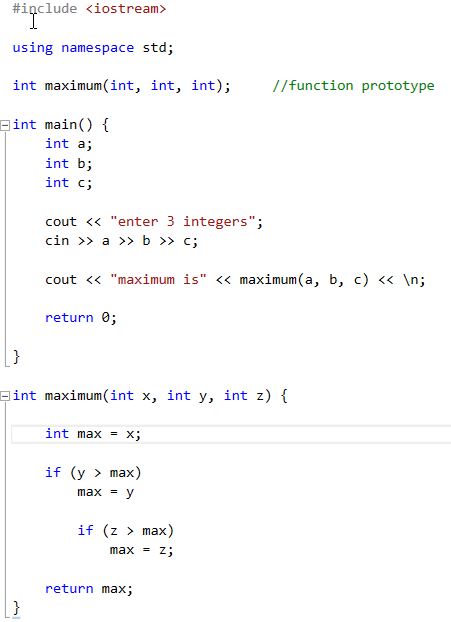 #include <iostream>
using namespace std;
int maximum(int, int, int);     //function prototype
int main() {
    int a;
    int b;
    int c;
    cout << "enter 3 integers";
    cin >> a >> b >> c;
    cout << "maximum is" << maximum(a, b, c) << \n;
    return 0;
}
int maximum(int x, int y, int z) {
    int max = x;
    if (y > max)
        max = y
        if (z > max)
            max = z;
    return max;
}